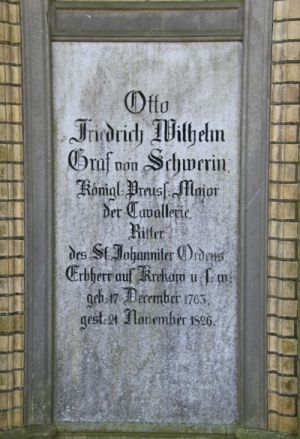 Otto
Friedrich Wilhelm
Graf von Schwerin,
Königl: Preuss: Major
der Cavallerie,
Ritter
des St. Johanniter Ordens,
Erbherr auf Krekow u. s. w.
geb: 17 December 1763,
gest: 21 November 1826.